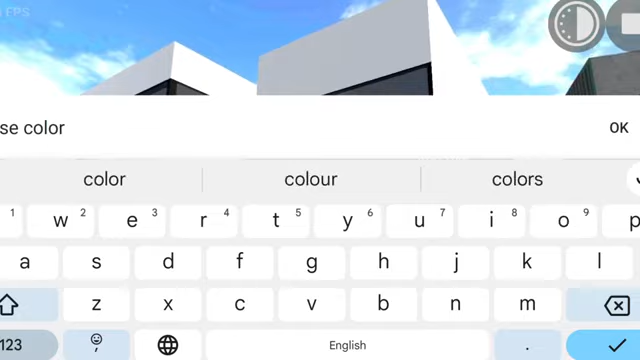 FPS
se color
OK
color colour colors
1 w 2 e 3 r 4 t 5 y 6 u 7 i 8 o 9 p
a s d f g h j k l
z x c v b n m
123 , English .